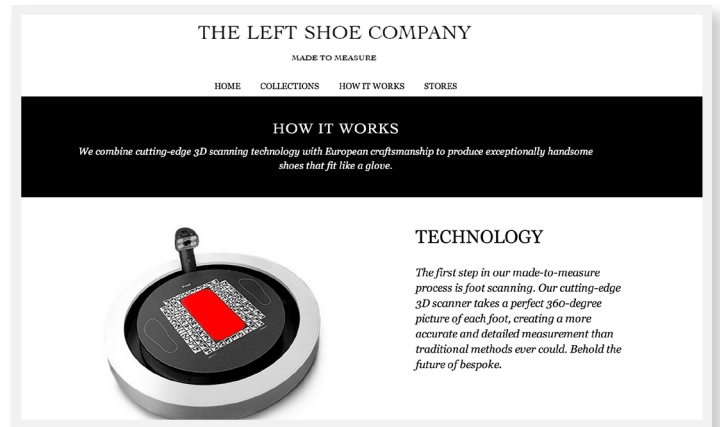 THE LEFT SHOE COMPANY
MADE TO MEASURE
HOME COLLECTIONS HOW IT WORKS STORES
HOW IT WORKS
We combine cutting-edge 3D scanning technology with European craftsmanship to produce exceptionally handsome
shoes that fit like a glove.
TECHNOLOGY
The first step in our made-to-measure
process is foot scanning. Our cutting-edge
3D scanner takes a perfect 360-degree
picture of each foot, creating a more
accurate and detailed measurement than
traditional methods ever could. Behold the
future of bespoke.